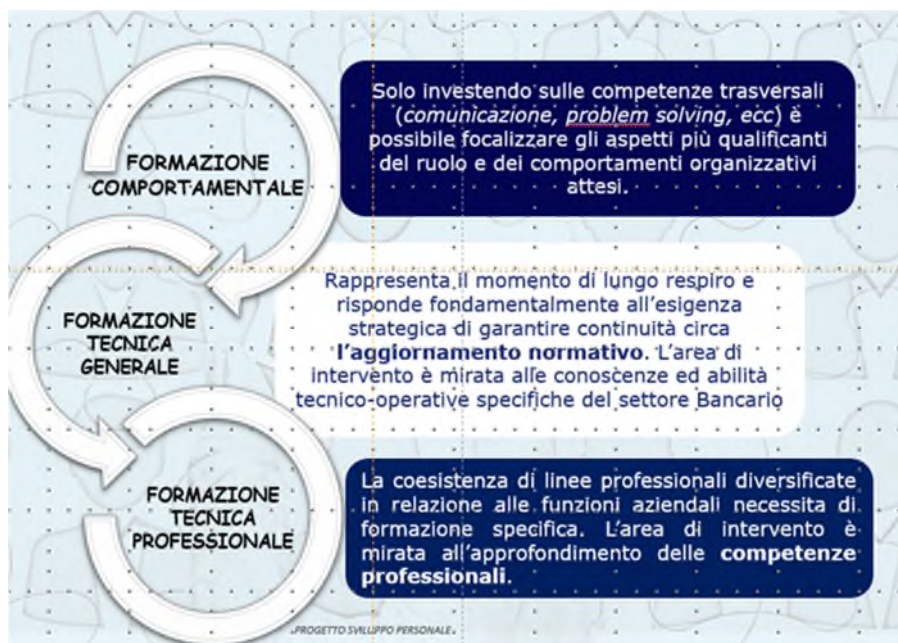 FORMAZIONE
COMPORTAMENTALE
Solo investendo sulle competenze trasversali
(comunicazione, problem solving, ecc) è
possibile focalizzare gli aspetti più qualificanti
del ruolo e dei comportamenti organizzativi
attesi.
FORMAZIONE
TECNICA
GENERALE
Rappresenta il momento di lungo respiro e
risponde fondamentalmente all'esigenza
strategica di garantire continuità circa
l'aggiornamento normativo. L'area di
intervento è mirata alle conoscenze ed abilità
tecnico-operative specifiche del settore Bancario
FORMAZIONE
TECNICA
PROFESSIONALE
La coesistenza di linee professionali diversificate
in relazione alle funzioni aziendali necessita di
formazione specifica. L'area di intervento è
mirata all'approfondimento delle competenze
professionali.
PROGETTO SVILUPPO PERSONALE